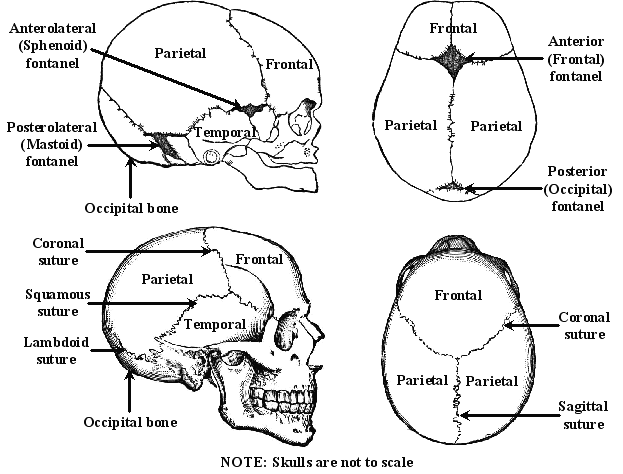 Anterolateral
(Sphenoid)
fontanel
Parietal
Frontal
Posterolateral
(Mastoid)
fontanel
Temporal
Occipital bone
Frontal
Anterior
(Frontal)
fontanel
Parietal
Parietal
Posterior
(Occipital)
fontanel
Coronal
suture
Frontal
Parietal
Squamous
suture
Temporal
Lambdoid
suture
Occipital bone
Frontal
Coronal
suture
Parietal
Parietal
Sagittal
suture
NOTE: Skulls are not to scale